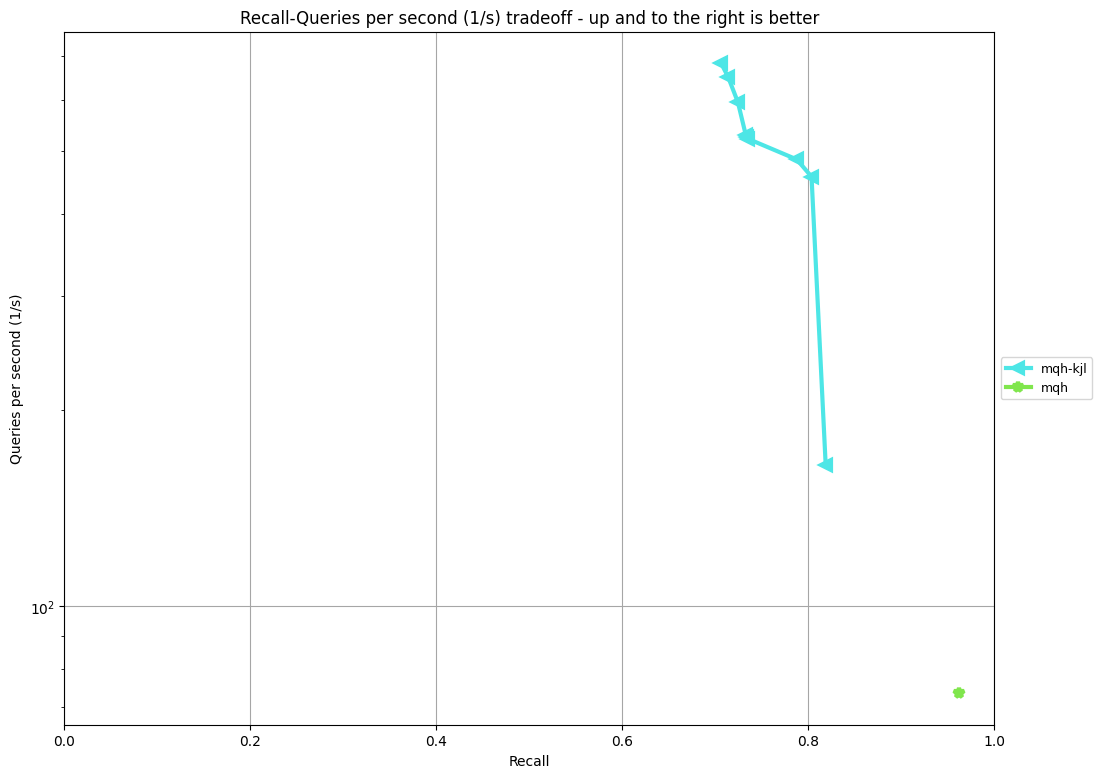 Recall-Queries per second (1/s) tradeoff - up and to the right is better
Queries per second (1/s)
10²
mqh-kjl
mqh
0.0 0.2 0.4 0.6 0.8 1.0
Recall